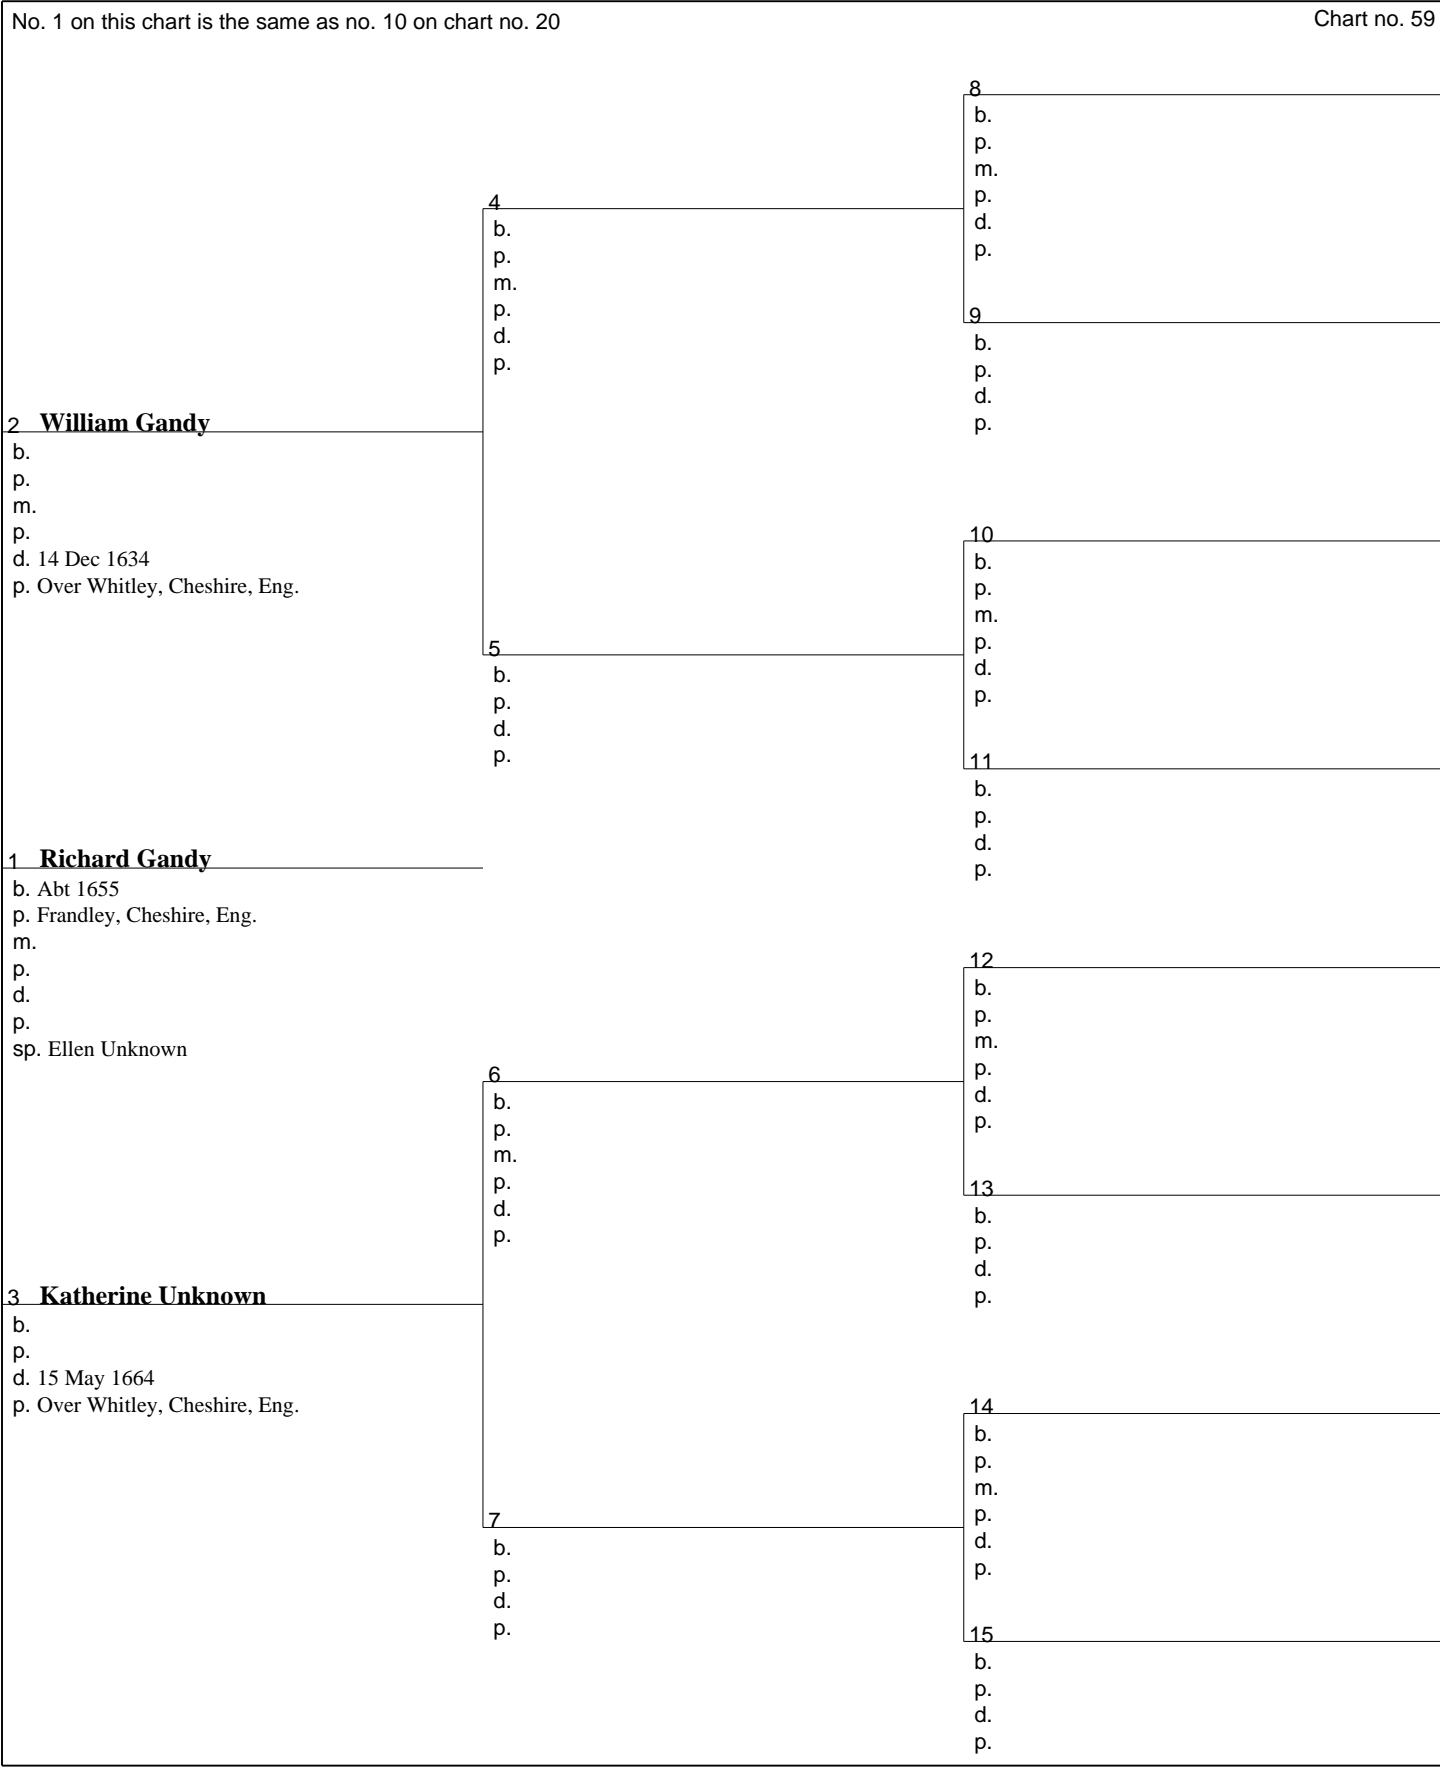 No. 1 on this chart is the same as no. 10 on chart no. 20
Chart no. 59
8
b.
p.
m.
p.
d.
p.
4
b.
p.
m.
p.
d.
p.
9
b.
p.
d.
p.
2 William Gandy
b.
p.
m.
p.
d. 14 Dec 1634
p. Over Whitley, Cheshire, Eng.
10
b.
p.
m.
p.
d.
p.
5
b.
p.
d.
p.
11
b.
p.
d.
p.
1 Richard Gandy
b. Abt 1655
p. Frandley, Cheshire, Eng.
m.
p.
d.
p.
sp. Ellen Unknown
12
b.
p.
m.
p.
d.
p.
6
b.
p.
m.
p.
d.
p.
13
b.
p.
d.
p.
3 Katherine Unknown
b.
p.
d. 15 May 1664
p. Over Whitley, Cheshire, Eng.
14
b.
p.
m.
p.
d.
p.
7
b.
p.
d.
p.
15
b.
p.
d.
p.